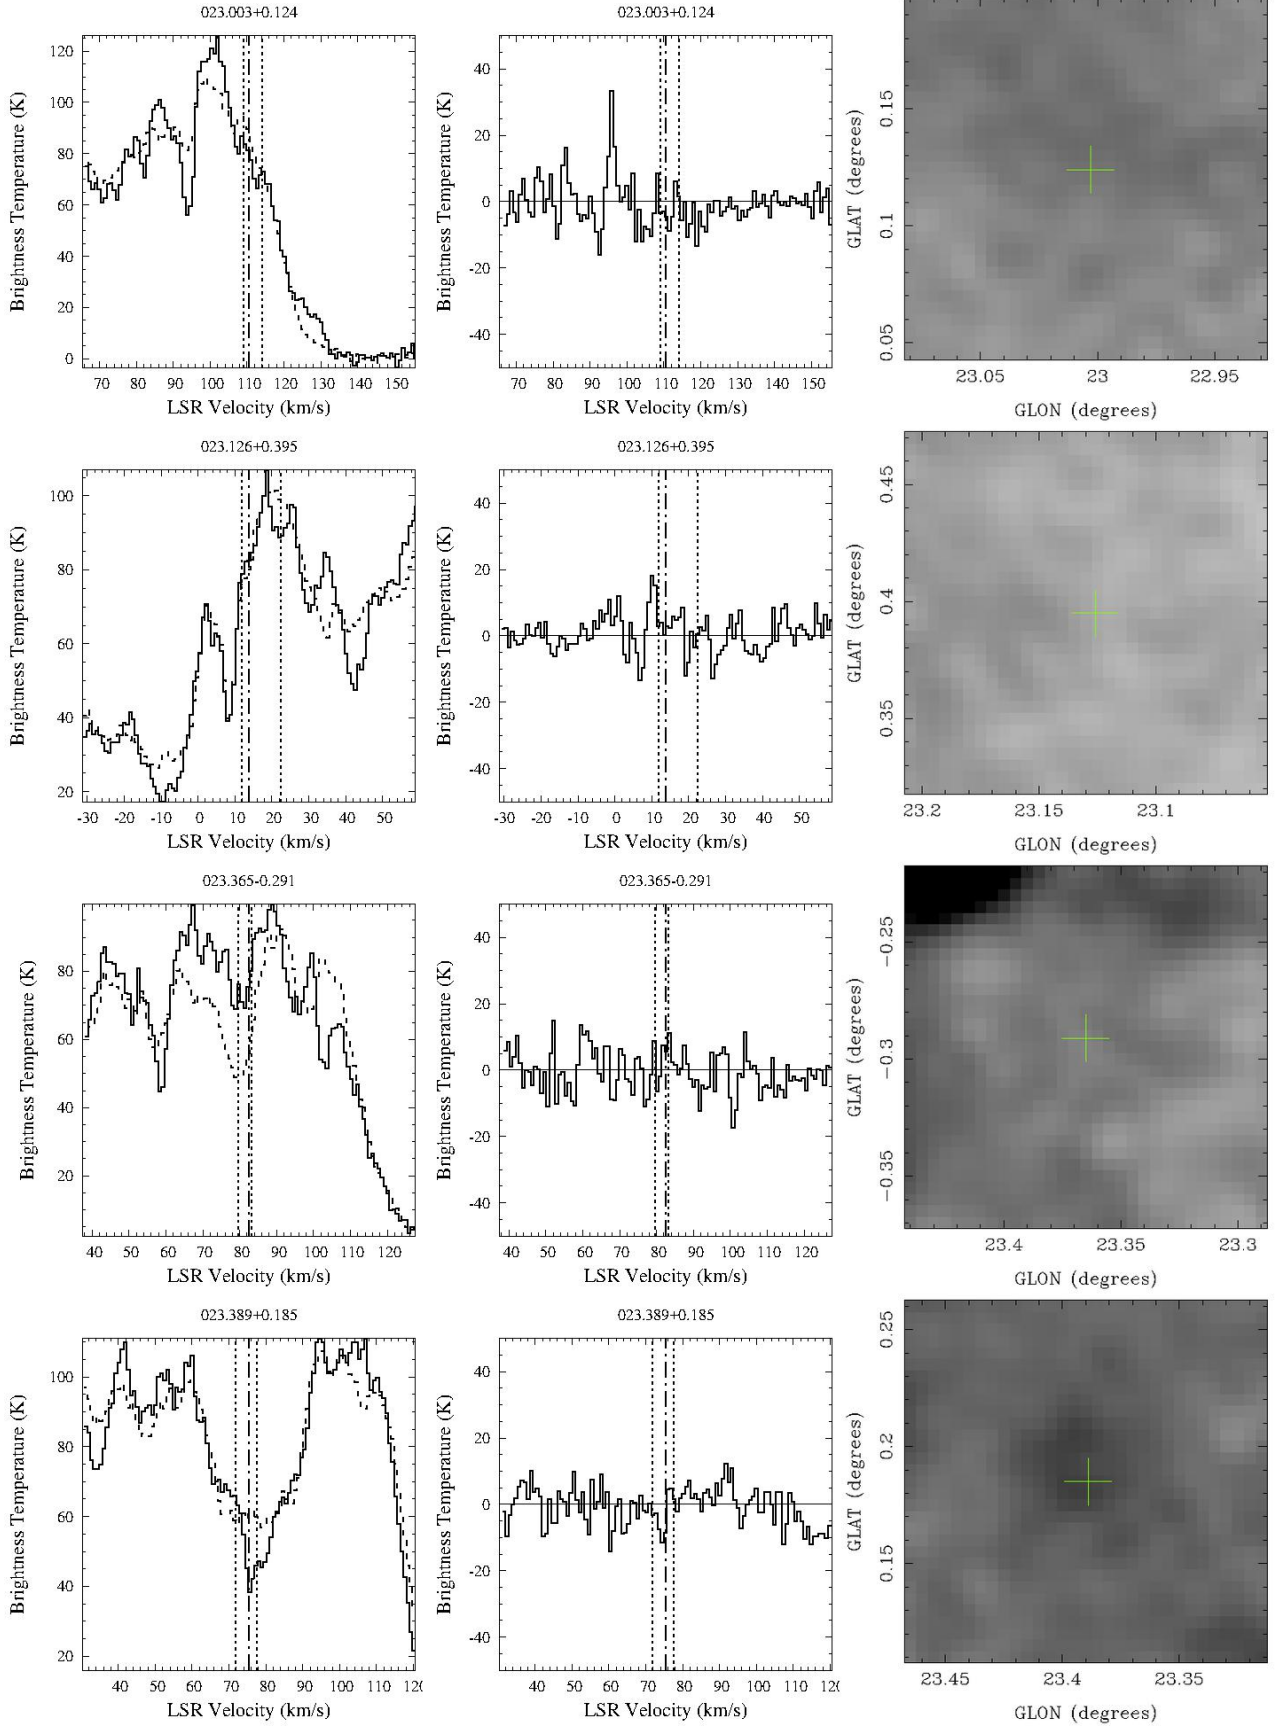 023.003+0.124
023.003+0.124
Brightness Temperature (K)
120
100
80
60
40
20
0
70 80 90 100 110 120 130 140 150
LSR Velocity (km/s)
Brightness Temperature (K)
40
20
0
-20
-40
70 80 90 100 110 120 130 140 150
LSR Velocity (km/s)
GLAT (degrees)
0.15
0.1
0.05
23.05 23 22.95
GLON (degrees)
023.126+0.395
023.126+0.395
Brightness Temperature (K)
100
80
60
40
20
-30 -20 -10 0 10 20 30 40 50
LSR Velocity (km/s)
Brightness Temperature (K)
40
20
0
-20
-40
-30 -20 -10 0 10 20 30 40 50
LSR Velocity (km/s)
GLAT (degrees)
0.45
0.4
0.35
23.2 23.15 23.1
GLON (degrees)
023.365-0.291
023.365-0.291
Brightness Temperature (K)
80
60
40
20
40 50 60 70 80 90 100 110 120
LSR Velocity (km/s)
Brightness Temperature (K)
40
20
0
-20
-40
40 50 60 70 80 90 100 110 120
LSR Velocity (km/s)
GLAT (degrees)
−0.25
−0.3
−0.35
23.4 23.35 23.3
GLON (degrees)
023.389+0.185
023.389+0.185
Brightness Temperature (K)
100
80
60
40
20
40 50 60 70 80 90 100 110 120
LSR Velocity (km/s)
Brightness Temperature (K)
40
20
0
-20
-40
40 50 60 70 80 90 100 110 120
LSR Velocity (km/s)
GLAT (degrees)
0.25
0.2
0.15
23.45 23.4 23.35
GLON (degrees)